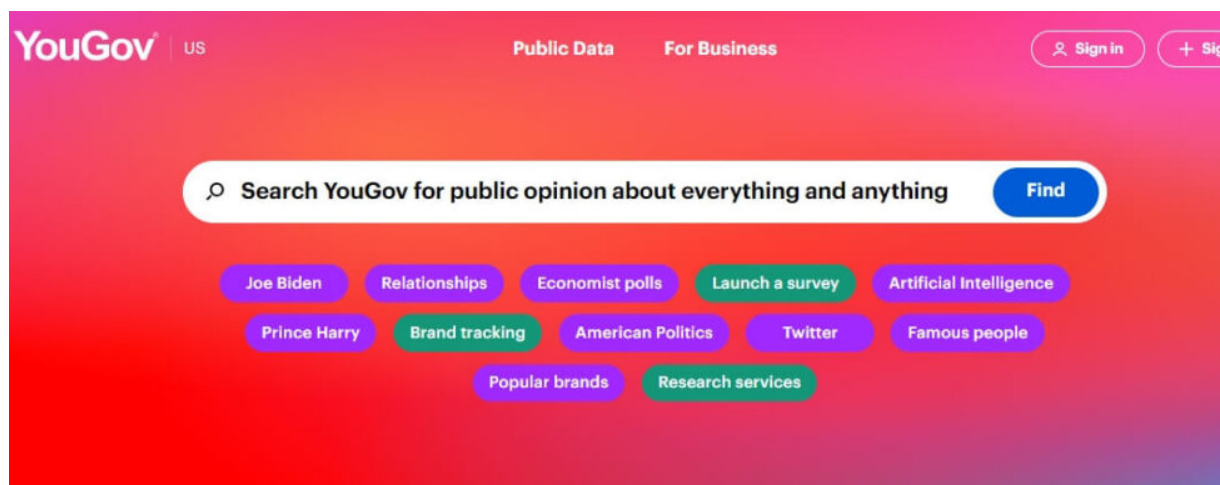 YouGov® US Public Data For Business Sign in + Sig
Search YouGov for public opinion about everything and anything Find
Joe Biden Relationships Economist polls Launch a survey Artificial Intelligence
Prince Harry Brand tracking American Politics Twitter Famous people
Popular brands Research services